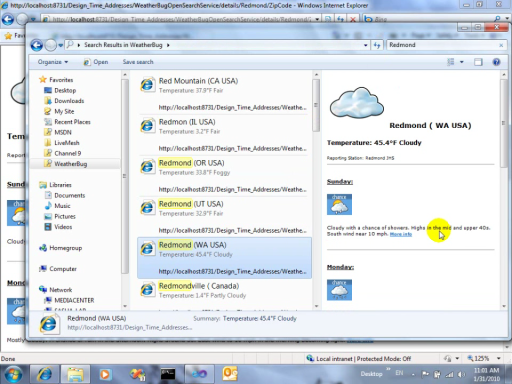 http://localhost:8731/Design_Time_Addresses/WeatherBugOpenSearchService/details/Redmond/ZipCode - Windows Internet Explorer
http://localhost:8731/Design_Time_Addresses/WeatherBugOpenSearchService/details/Redmond/
Bing
Search Results in WeatherBug
Redmond
Organize
Open
Save search
Favorites
Desktop
Downloads
My Site
Recent Places
MSDN
LiveMesh
Channel 9
WeatherBug
Libraries
Documents
Music
Pictures
Videos
Homegroup
Computer
Network
MEDIACENTER
Red Mountain (CA USA)
Temperature: 37.9°F Fair
http://localhost:8731/Design_Time_Addresses/Weathe...
Redmon (IL USA)
Temperature: 3.2°F Fair
http://localhost:8731/Design_Time_Addresses/Weathe...
Redmond (OR USA)
Temperature: 33.8°F Foggy
http://localhost:8731/Design_Time_Addresses/Weathe...
Redmond (UT USA)
Temperature: 32.9°F Fair
http://localhost:8731/Design_Time_Addresses/Weathe...
Redmond (WA USA)
Temperature: 45.4°F Cloudy
http://localhost:8731/Design_Time_Addresses/Weathe...
Redmondville ( Canada)
Temperature: 1.4°F Partly Cloudy
http://localhost:8731/Design_Time_Addresses/Weathe...
Redmond ( WA USA)
Temperature: 45.4°F Cloudy
Reporting Station: Redmond JHS
Sunday:
chance
Cloudy with a chance of showers. Highs in the mid and upper 40s.
South wind near 10 mph. More info
Monday:
chance
Redmond (WA USA)
Summary: Temperature: 45.4°F Cloudy
http://localhost:8731/Design_Time_Addresses...
Done
Local intranet | Protected Mode: Off
125%
Desktop
EN
11:01 AM
1/31/2010